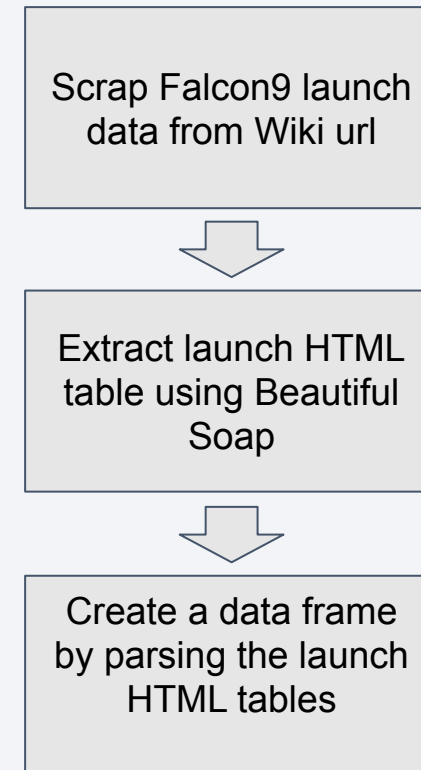 Scrap Falcon9 launch
data from Wiki url
Extract launch HTML
table using Beautiful
Soap
Create a data frame
by parsing the launch
HTML tables